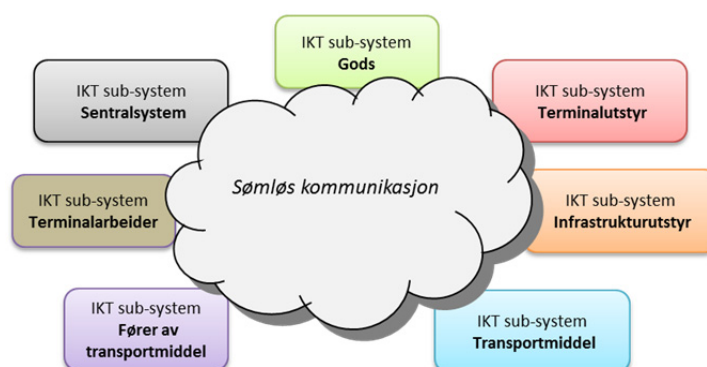 IKT sub-system
Gods
IKT sub-system
Sentralsystem
IKT sub-system
Terminalutstyr
Sømløs kommunikasjon
IKT sub-system
Terminalarbeider
IKT sub-system
Infrastrukturutstyr
IKT sub-system
Fører av
transportmiddel
IKT sub-system
Transportmiddel